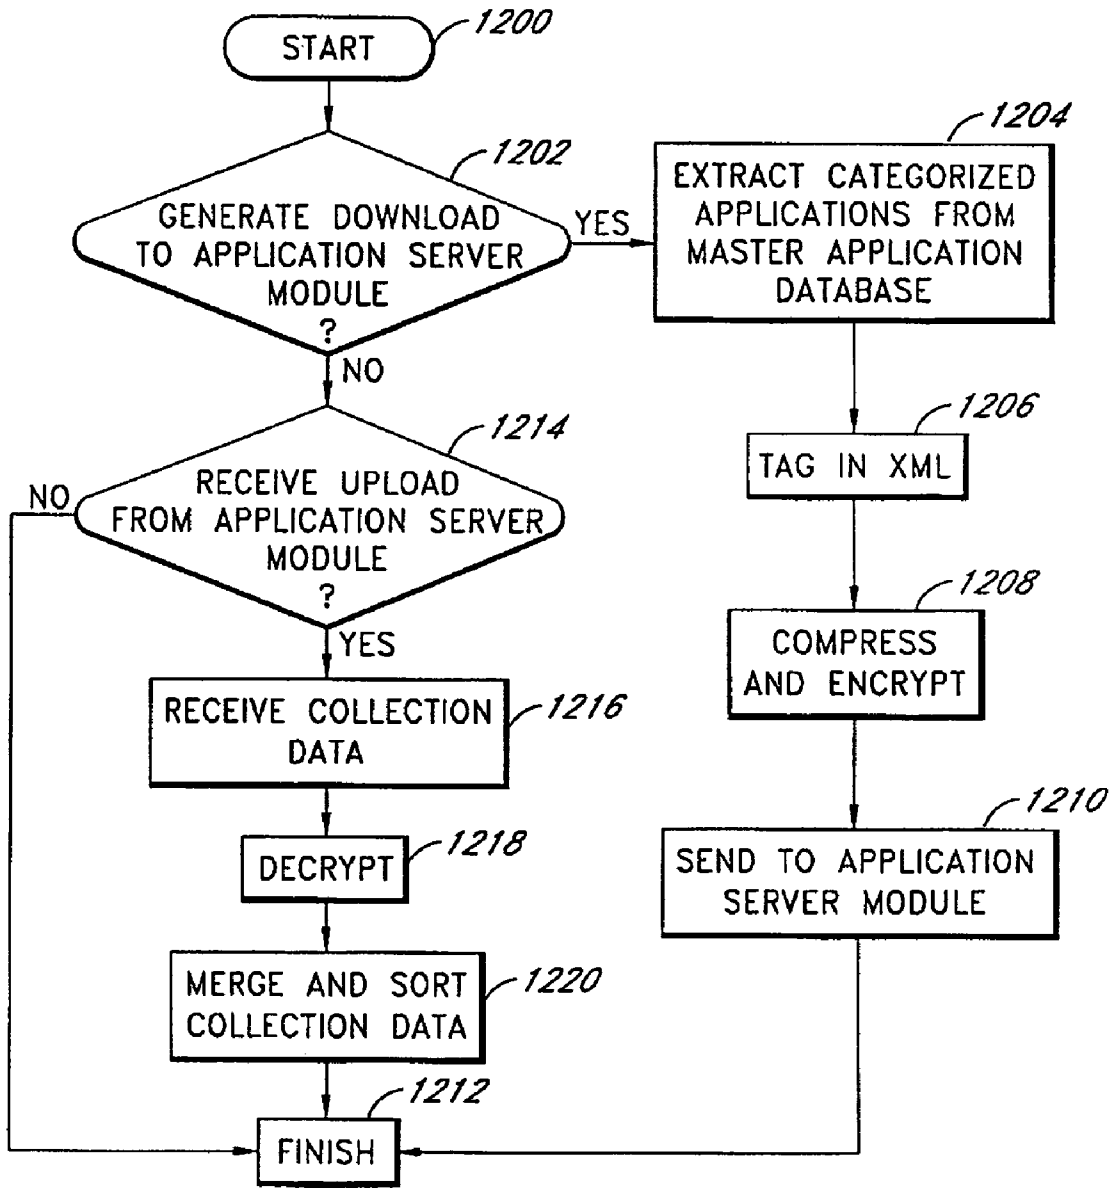 START
1200
GENERATE DOWNLOAD
TO APPLICATION SERVER
MODULE
?
1202
YES
NO
EXTRACT CATEGORIZED
APPLICATIONS FROM
MASTER APPLICATION
DATABASE
1204
TAG IN XML
1206
COMPRESS
AND ENCRYPT
1208
SEND TO APPLICATION
SERVER MODULE
1210
RECEIVE UPLOAD
FROM APPLICATION SERVER
MODULE
?
1214
NO
YES
RECEIVE COLLECTION
DATA
1216
DECRYPT
1218
MERGE AND SORT
COLLECTION DATA
1220
FINISH
1212